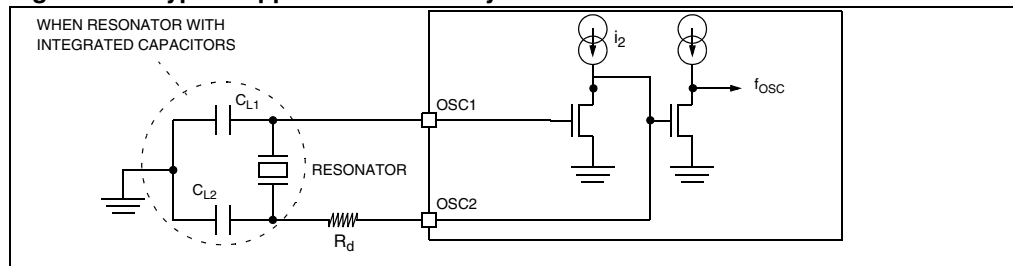 WHEN RESONATOR WITH
INTEGRATED CAPACITORS
i2
fOSC
CL1
OSC1
RESONATOR
CL2
OSC2
Rd